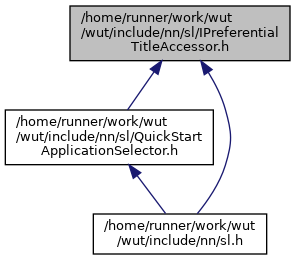 /home/runner/work/wut
/wut/include/nn/sl/IPreferential
TitleAccessor.h
/home/runner/work/wut
/wut/include/nn/sl/QuickStart
ApplicationSelector.h
/home/runner/work/wut
/wut/include/nn/sl.h